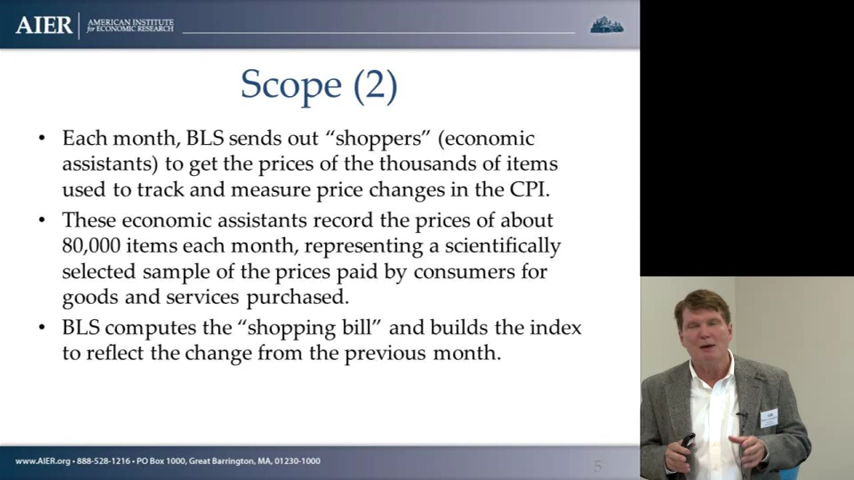 AIER
AMERICAN INSTITUTE
for ECONOMIC RESEARCH
Scope (2)
• Each month, BLS sends out “shoppers” (economic
assistants) to get the prices of the thousands of items
used to track and measure price changes in the CPI.
• These economic assistants record the prices of about
80,000 items each month, representing a scientifically
selected sample of the prices paid by consumers for
goods and services purchased.
• BLS computes the “shopping bill” and builds the index
to reflect the change from the previous month.
www.AIER.org • 888-528-1216 • PO Box 1000, Great Barrington, MA, 01230-1000
5